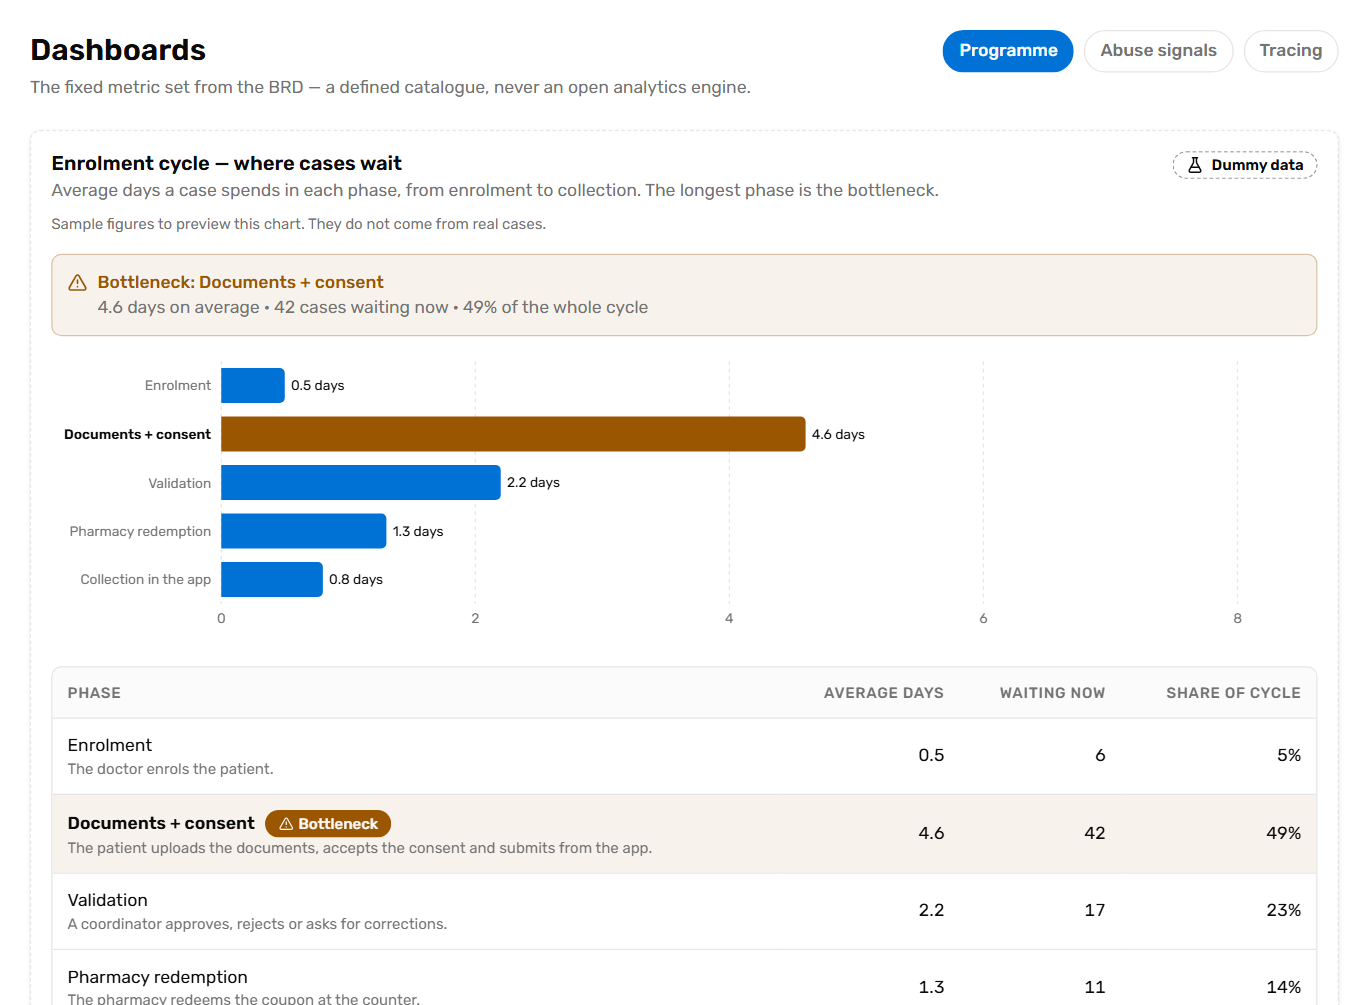 Dashboards
Programme
Abuse signals
Tracing
The fixed metric set from the BRD — a defined catalogue, never an open analytics engine.
Enrolment cycle — where cases wait
Dummy data
Average days a case spends in each phase, from enrolment to collection. The longest phase is the bottleneck.
Sample figures to preview this chart. They do not come from real cases.
Bottleneck: Documents + consent
4.6 days on average • 42 cases waiting now • 49% of the whole cycle
Enrolment 0.5 days
Documents + consent 4.6 days
Validation 2.2 days
Pharmacy redemption 1.3 days
Collection in the app 0.8 days
0 2 4 6 8
PHASE AVERAGE DAYS WAITING NOW SHARE OF CYCLE
Enrolment 0.5 6 5%
The doctor enrols the patient.
Documents + consent Bottleneck 4.6 42 49%
The patient uploads the documents, accepts the consent and submits from the app.
Validation 2.2 17 23%
A coordinator approves, rejects or asks for corrections.
Pharmacy redemption 1.3 11 14%
The pharmacy redeems the coupon at the counter.